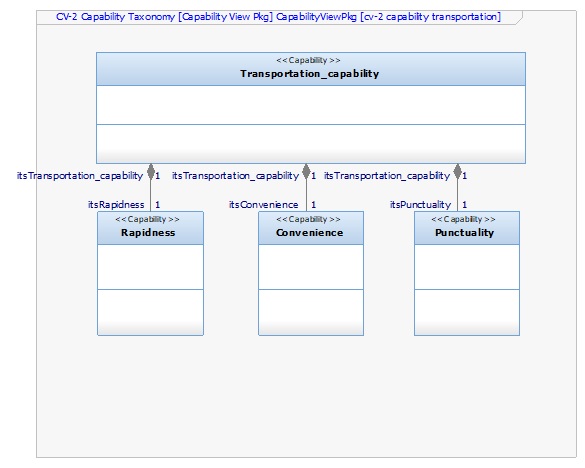 CV-2 Capability Taxonomy [Capability View Pkg] CapabilityViewPkg [cv-2 capability transportation]
<<Capability>>
Transportation_capability
itsTransportation_capability 1 itsTransportation_capability 1 itsTransportation_capability 1
itsRapidness 1 itsConvenience 1 itsPunctuality 1
<<Capability>> <<Capability>> <<Capability>>
Rapidness Convenience Punctuality